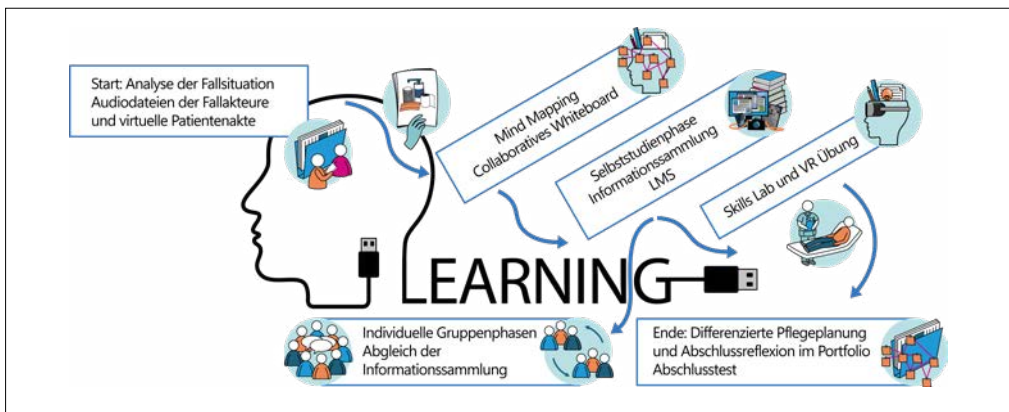 Start: Analyse der Fallsituation
Audiodateien der Fallakteure
und virtuelle Patientenakte
Mind Mapping
Collaboratives Whiteboard
Selbststudienphase
Informationssammlung
LMS
Skills Lab und VR Übung
LEARNING
Individuelle Gruppenphasen
Abgleich der
Informationssammlung
Ende: Differenzierte Pflegeplanung
und Abschlussreflexion im Portfolio
Abschlusstest